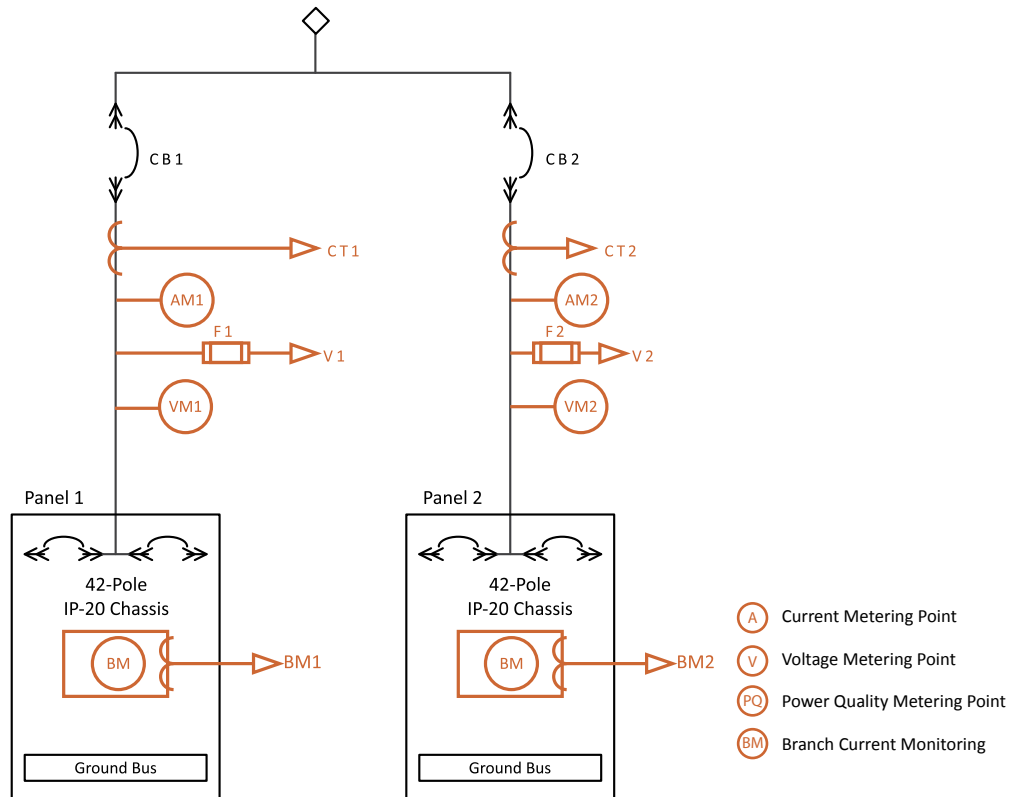 CB1
CB2
CT1
CT2
AM1
AM2
F1
F2
V1
V2
VM1
VM2
Panel 1
Panel 2
42-Pole
IP-20 Chassis
42-Pole
IP-20 Chassis
BM
BM1
BM
BM2
Ground Bus
Ground Bus
A Current Metering Point
V Voltage Metering Point
PQ Power Quality Metering Point
BM Branch Current Monitoring